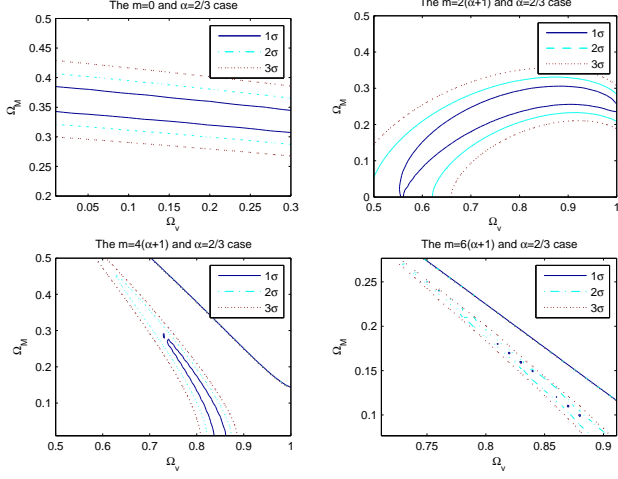 The m=0 and α=2/3 case
0.5
0.45
0.4
0.35
0.3
0.25
0.2
Ω_M
0.05 0.1 0.15 0.2 0.25 0.3
Ω_v
1σ
2σ
3σ
The m=2(α+1) and α=2/3 case
0.5
0.4
0.3
0.2
0.1
0
Ω_M
0.5 0.6 0.7 0.8 0.9 1
Ω_v
1σ
2σ
3σ
The m=4(α+1) and α=2/3 case
0.5
0.4
0.3
0.2
0.1
Ω_M
0.5 0.6 0.7 0.8 0.9 1
Ω_v
1σ
2σ
3σ
The m=6(α+1) and α=2/3 case
0.25
0.2
0.15
0.1
Ω_M
0.75 0.8 0.85 0.9
Ω_v
1σ
2σ
3σ